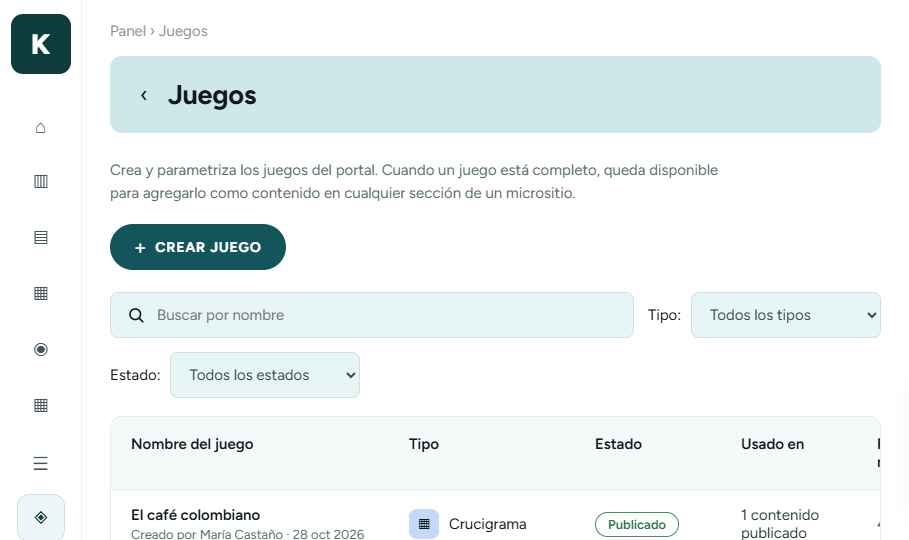 K
Panel › Juegos
‹ Juegos
Crea y parametriza los juegos del portal. Cuando un juego está completo, queda disponible
para agregarlo como contenido en cualquier sección de un micrositio.
+ CREAR JUEGO
Buscar por nombre
Tipo: Todos los tipos
Estado: Todos los estados
Nombre del juego Tipo Estado Usado en
El café colombiano Crucigrama Publicado 1 contenido
Creado por María Castaño · 28 oct 2026 publicado